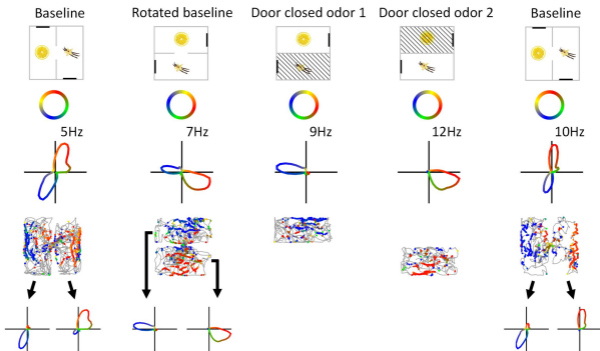 Baseline Rotated baseline Door closed odor 1 Door closed odor 2 Baseline
5Hz 7Hz 9Hz 12Hz 10Hz